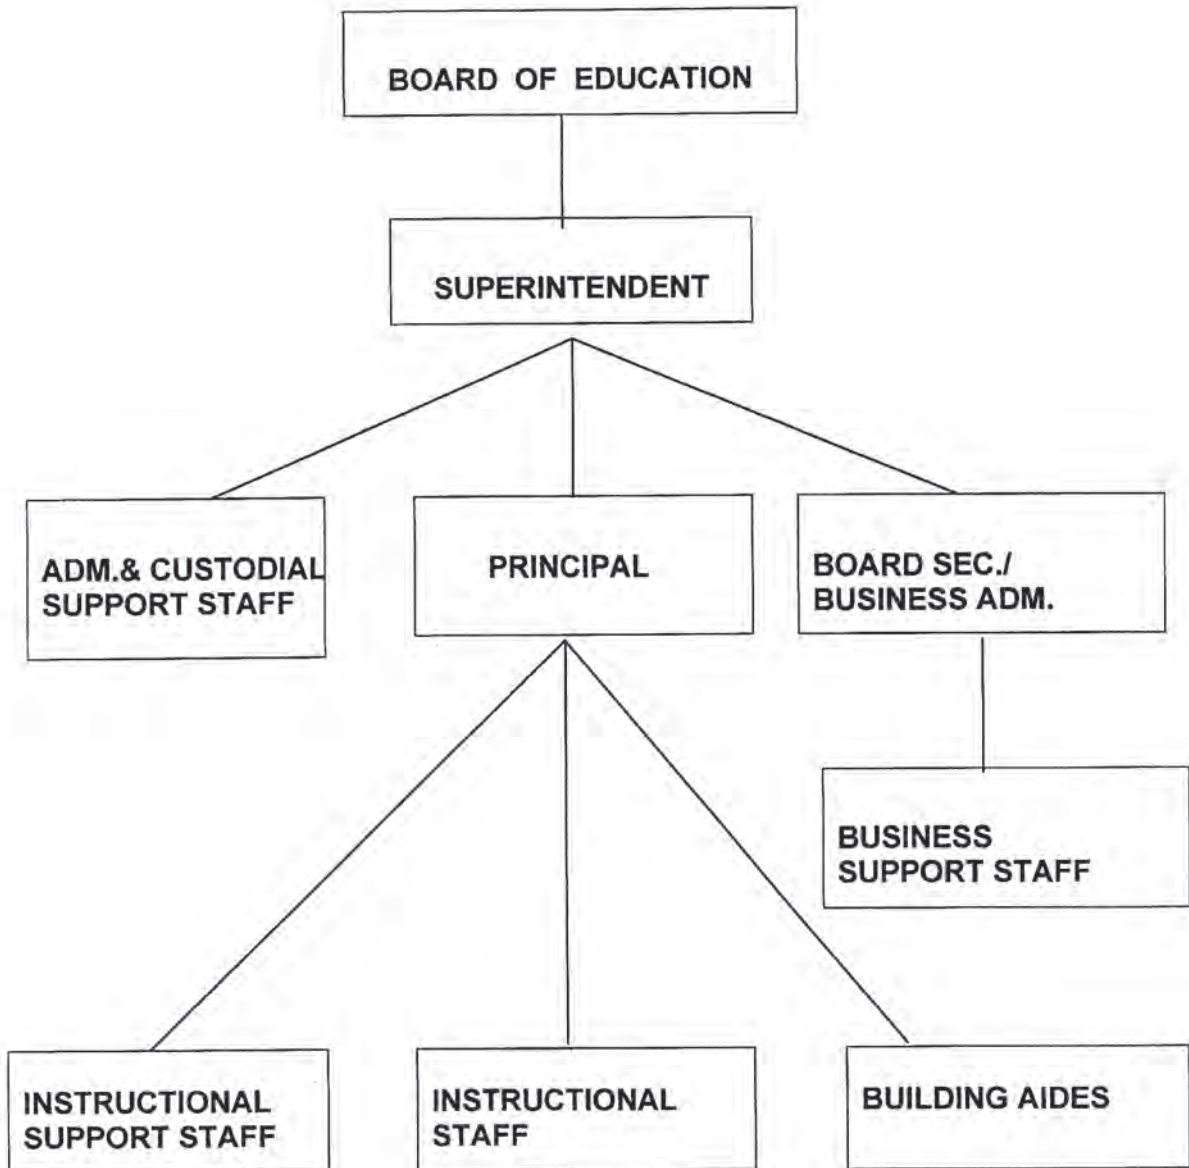 BOARD OF EDUCATION
SUPERINTENDENT
ADM.& CUSTODIAL
SUPPORT STAFF
PRINCIPAL
BOARD SEC./
BUSINESS ADM.
BUSINESS
SUPPORT STAFF
INSTRUCTIONAL
SUPPORT STAFF
INSTRUCTIONAL
STAFF
BUILDING AIDES